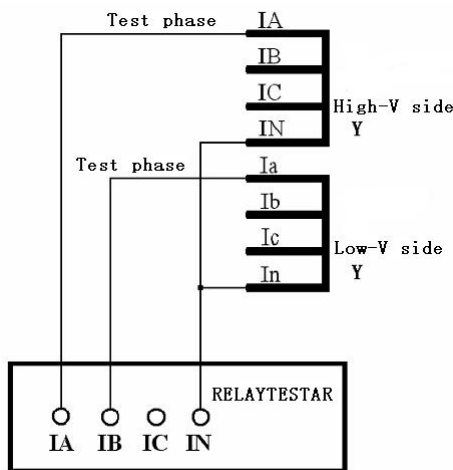 Test phase IA
IB
IC
High-V side
IN
Y
Test phase Ia
Ib
Ic
Low-V side
In
Y
RELAYTESTAR
IA IB IC IN